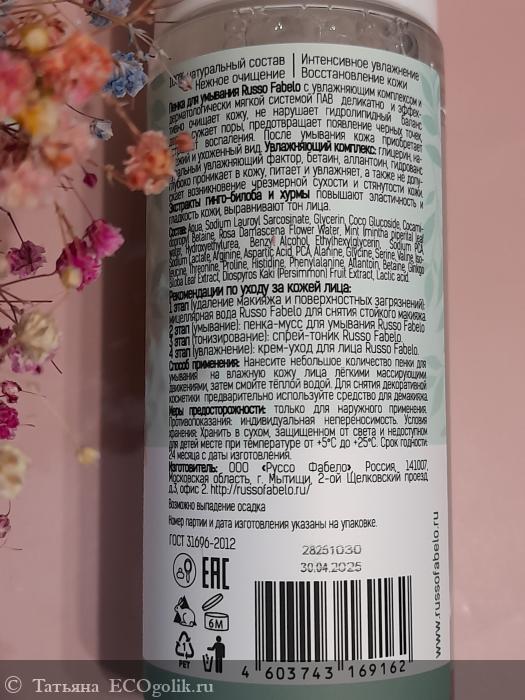 натуральный состав
Интенсивное увлажнение
Нежное очищение
Восстановление кожи
Пенка для умывания Russo Fabelo с увлажняющим комплексом и
дерматологически мягкой системой ПАВ деликатно и эффек-
тивно очищает кожу, не нарушает гидролипидный баланс
сужает поры, предотвращает появление черных точек,
воспаления. После умывания кожа приобретает
и ухоженный вид. Увлажняющий комплекс: глицерин, на-
увлажняющий фактор, бетаин, аллантоин, гидрованс
глубоко проникает в кожу, питает и увлажняет, а также не допу-
скает возникновение чрезмерной сухости и стянутости кожи.
Экстракты гинго-билоба и хурмы повышают эластичность и
гладкость кожи, выравнивают тон лица.
Состав: Aqua, Sodium Lauroyl Sarcosinate, Glycerin, Coco Glucoside, Cocami-
dopropyl Betaine, Rosa Damascena Flower Water, Mint (mintha piperita) leaf
water, Hydroxyethylurea, Benzyl Alcohol, Ethylhexylglycerin, Sodium PCA,
Sodium Lactate, Arginine, Aspartic Acid, PCA, Alanine, Glycine, Serine, Valine, Iso-
leucine, Threonine, Proline, Histidine, Phenylalanine, Allantoin, Betaine, Ginkgo
Biloba Leaf Extract, Diospyros Kaki (Persimmon) Fruit Extract, Lactic acid.
Рекомендации по уходу за кожей лица:
1 этап (удаление макияжа и поверхностных загрязнений):
мицеллярная вода Russo Fabelo для снятия стойкого макияжа.
2 этап (умывание): пенка-мусс для умывания Russo Fabelo
3 этап (тонизирование): спрей-тоник Russo Fabelo.
4 этап (увлажнение): крем-уход для лица Russo Fabelo.
Способ применения: Нанесите небольшое количество пенки для
умывания на влажную кожу лица лёгкими массирующими
движениями, затем смойте тёплой водой. Для снятия декоративной
косметики предварительно используйте средство для демакияжа.
Меры предосторожности: только для наружного применения.
Противопоказания: индивидуальная непереносимость. Условия
хранения: Хранить в сухом, защищенном от света и недоступном
для детей месте при температуре от +5°С до +25°С. Срок годности:
24 месяца с даты изготовления.
Изготовитель: ООО «Руссо Фабело» Россия, 141007,
Московская область, г. Мытищи, 2-ой Щелковский проезд
д.3, офис 2. http://russofabelo.ru/
Возможно выпадение осадка
Номер партии и дата изготовления указаны на упаковке.
ГОСТ 31696-2012
28251030
30.04.2025
EAC
6M
1
PET
4 603743 169162
www.russofabelo.ru
Татьяна ECOgolik.ru